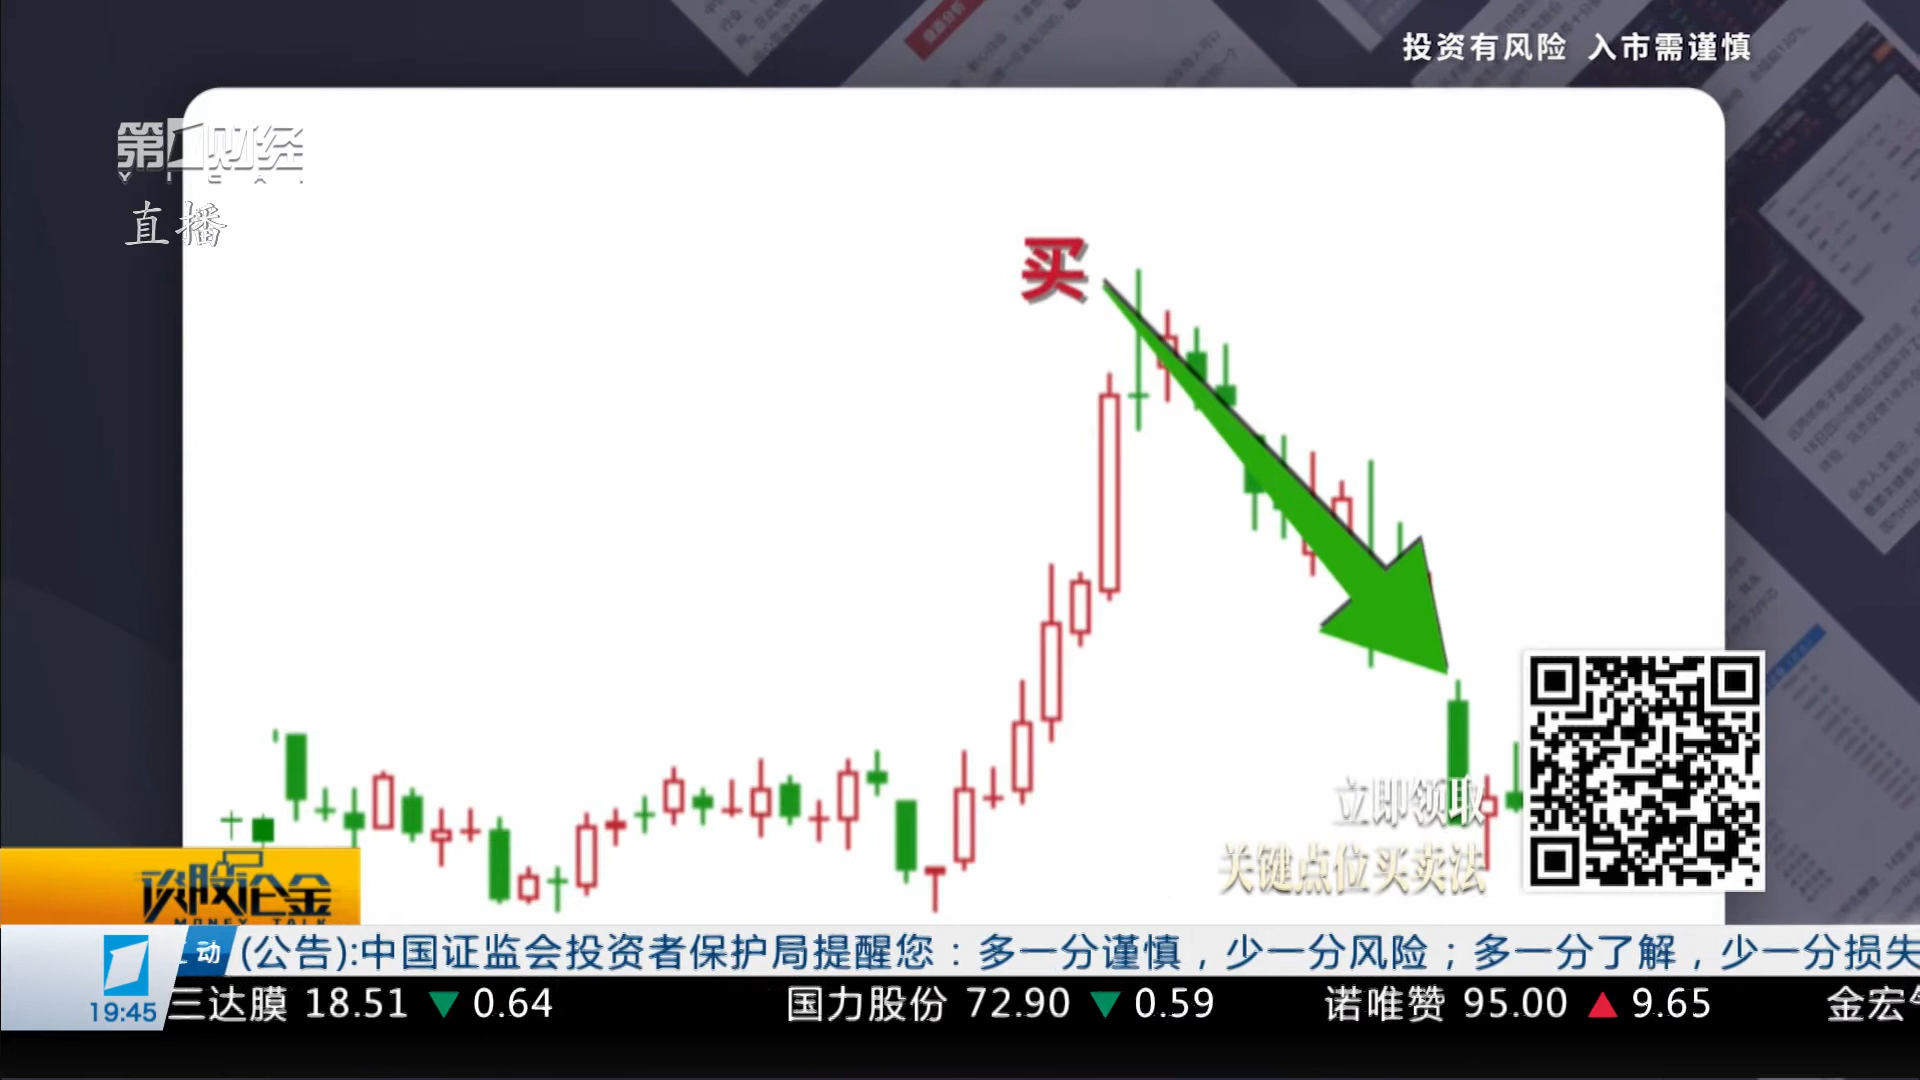 投资有风险 入市需谨慎
第一财经
YICAI
直播
买
立即领取
关键点位买卖法
谈股论金
MONEY TALK
互动
(公告):中国证监会投资者保护局提醒您：多一分谨慎，少一分风险；多一分了解，少一分损失
19:45
三达膜 18.51 ▼ 0.64 国力股份 72.90 ▼ 0.59 诺唯赞 95.00 ▲ 9.65 金宏